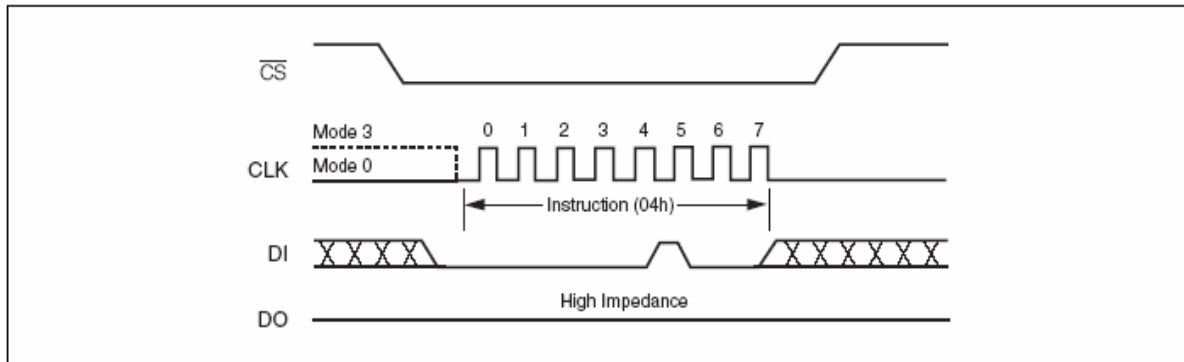 CS
Mode 3
0 1 2 3 4 5 6 7
CLK
Mode 0
Instruction (04h)
DI
High Impedance
DO